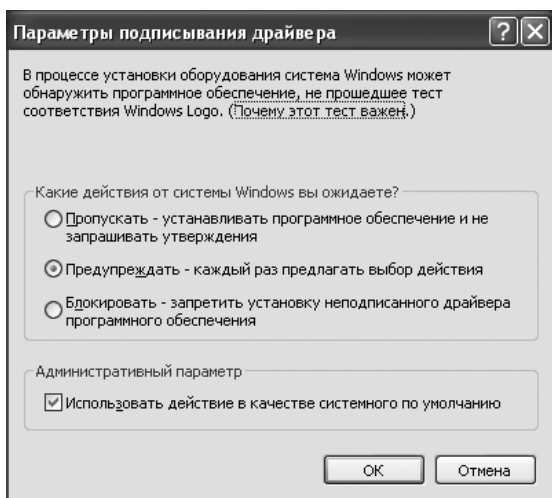 Параметры подписывания драйвера
В процессе установки оборудования система Windows может
обнаружить программное обеспечение, не прошедшее тест
соответствия Windows Logo. (Почему этот тест важен.)
Какие действия от системы Windows вы ожидаете?
Пропускать - устанавливать программное обеспечение и не
запрашивать утверждения
Предупреждать - каждый раз предлагать выбор действия
Блокировать - запретить установку неподписанного драйвера
программного обеспечения
Административный параметр
Использовать действие в качестве системного по умолчанию
ОК
Отмена